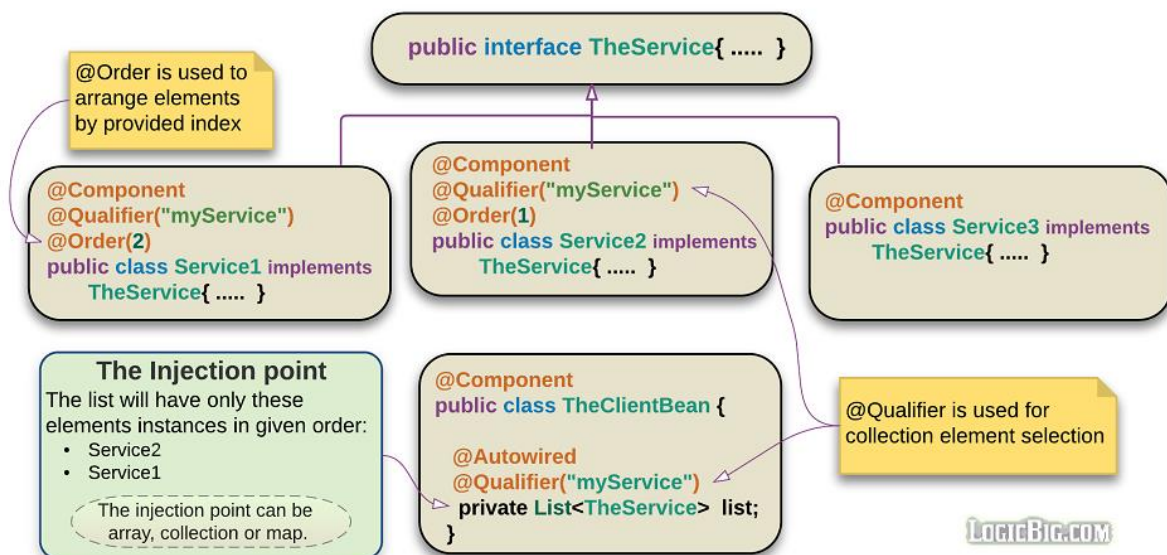 public interface TheService{ ..... }
@Order is used to
arrange elements
by provided index
@Component
@Qualifier("myService")
@Order(2)
public class Service1 implements
TheService{ ..... }
@Component
@Qualifier("myService")
@Order(1)
public class Service2 implements
TheService{ ..... }
@Component
public class Service3 implements
TheService{ ..... }
The Injection point
The list will have only these
elements instances in given order:
• Service2
• Service1
The injection point can be
array, collection or map.
@Component
public class TheClientBean {
@Autowired
@Qualifier("myService")
private List<TheService> list;
}
@Qualifier is used for
collection element selection
LogicBig.com